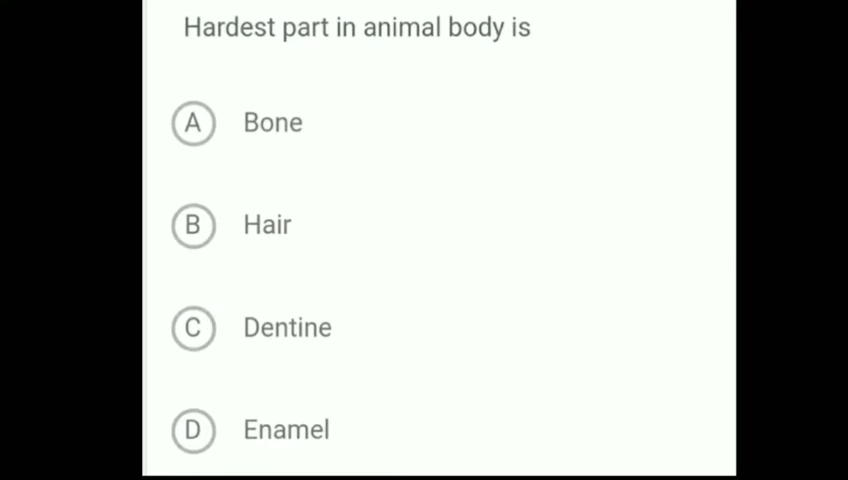 Hardest part in animal body is
A Bone
B Hair
C Dentine
D Enamel